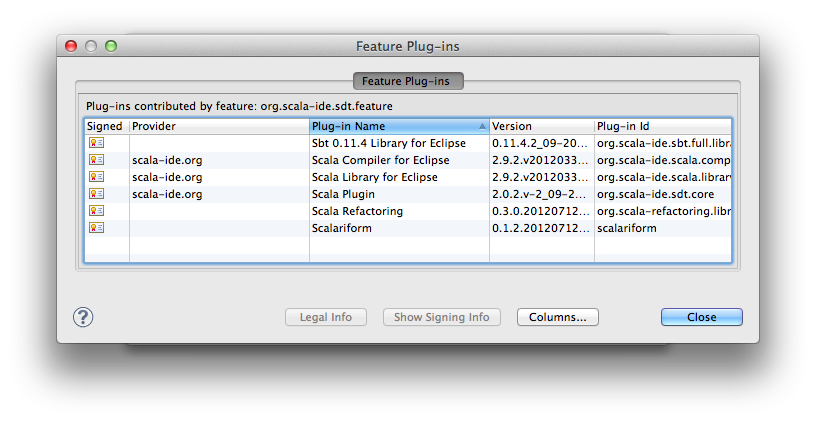 Feature Plug-ins
Feature Plug-ins
Plug-ins contributed by feature: org.scala-ide.sdt.feature
Signed Provider Plug-in Name Version Plug-in Id
Sbt 0.11.4 Library for Eclipse 0.11.4.2_09-20... org.scala-ide.sbt.full.libra
scala-ide.org Scala Compiler for Eclipse 2.9.2.v2012033... org.scala-ide.scala.comp
scala-ide.org Scala Library for Eclipse 2.9.2.v2012033... org.scala-ide.scala.library
scala-ide.org Scala Plugin 2.0.2.v-2_09-2... org.scala-ide.sdt.core
Scala Refactoring 0.3.0.20120712... org.scala-refactoring.libr
Scalariform 0.1.2.20120712... scalariform
? Legal Info Show Signing Info Columns... Close